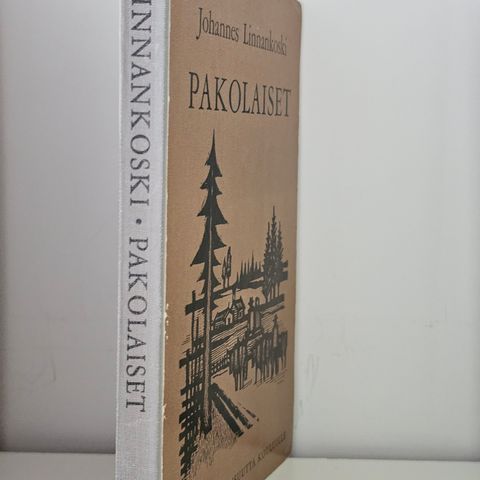 Johannes Linnankoski
PAKOLAISET
INNANKOSKI • PAKOLAISET